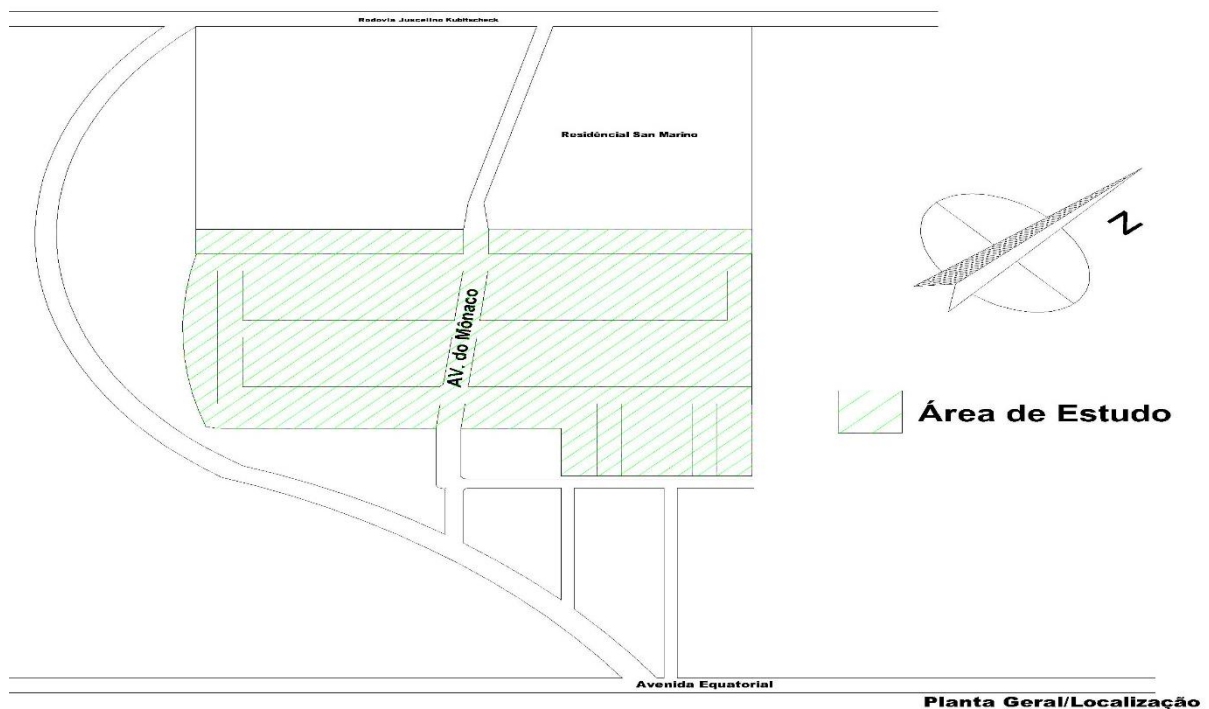 Rodovia Juscelino Kubitscheck
Residêncial San Marino
N
AV. do Mônaco
Área de Estudo
Avenida Equatorial
Planta Geral/Localização